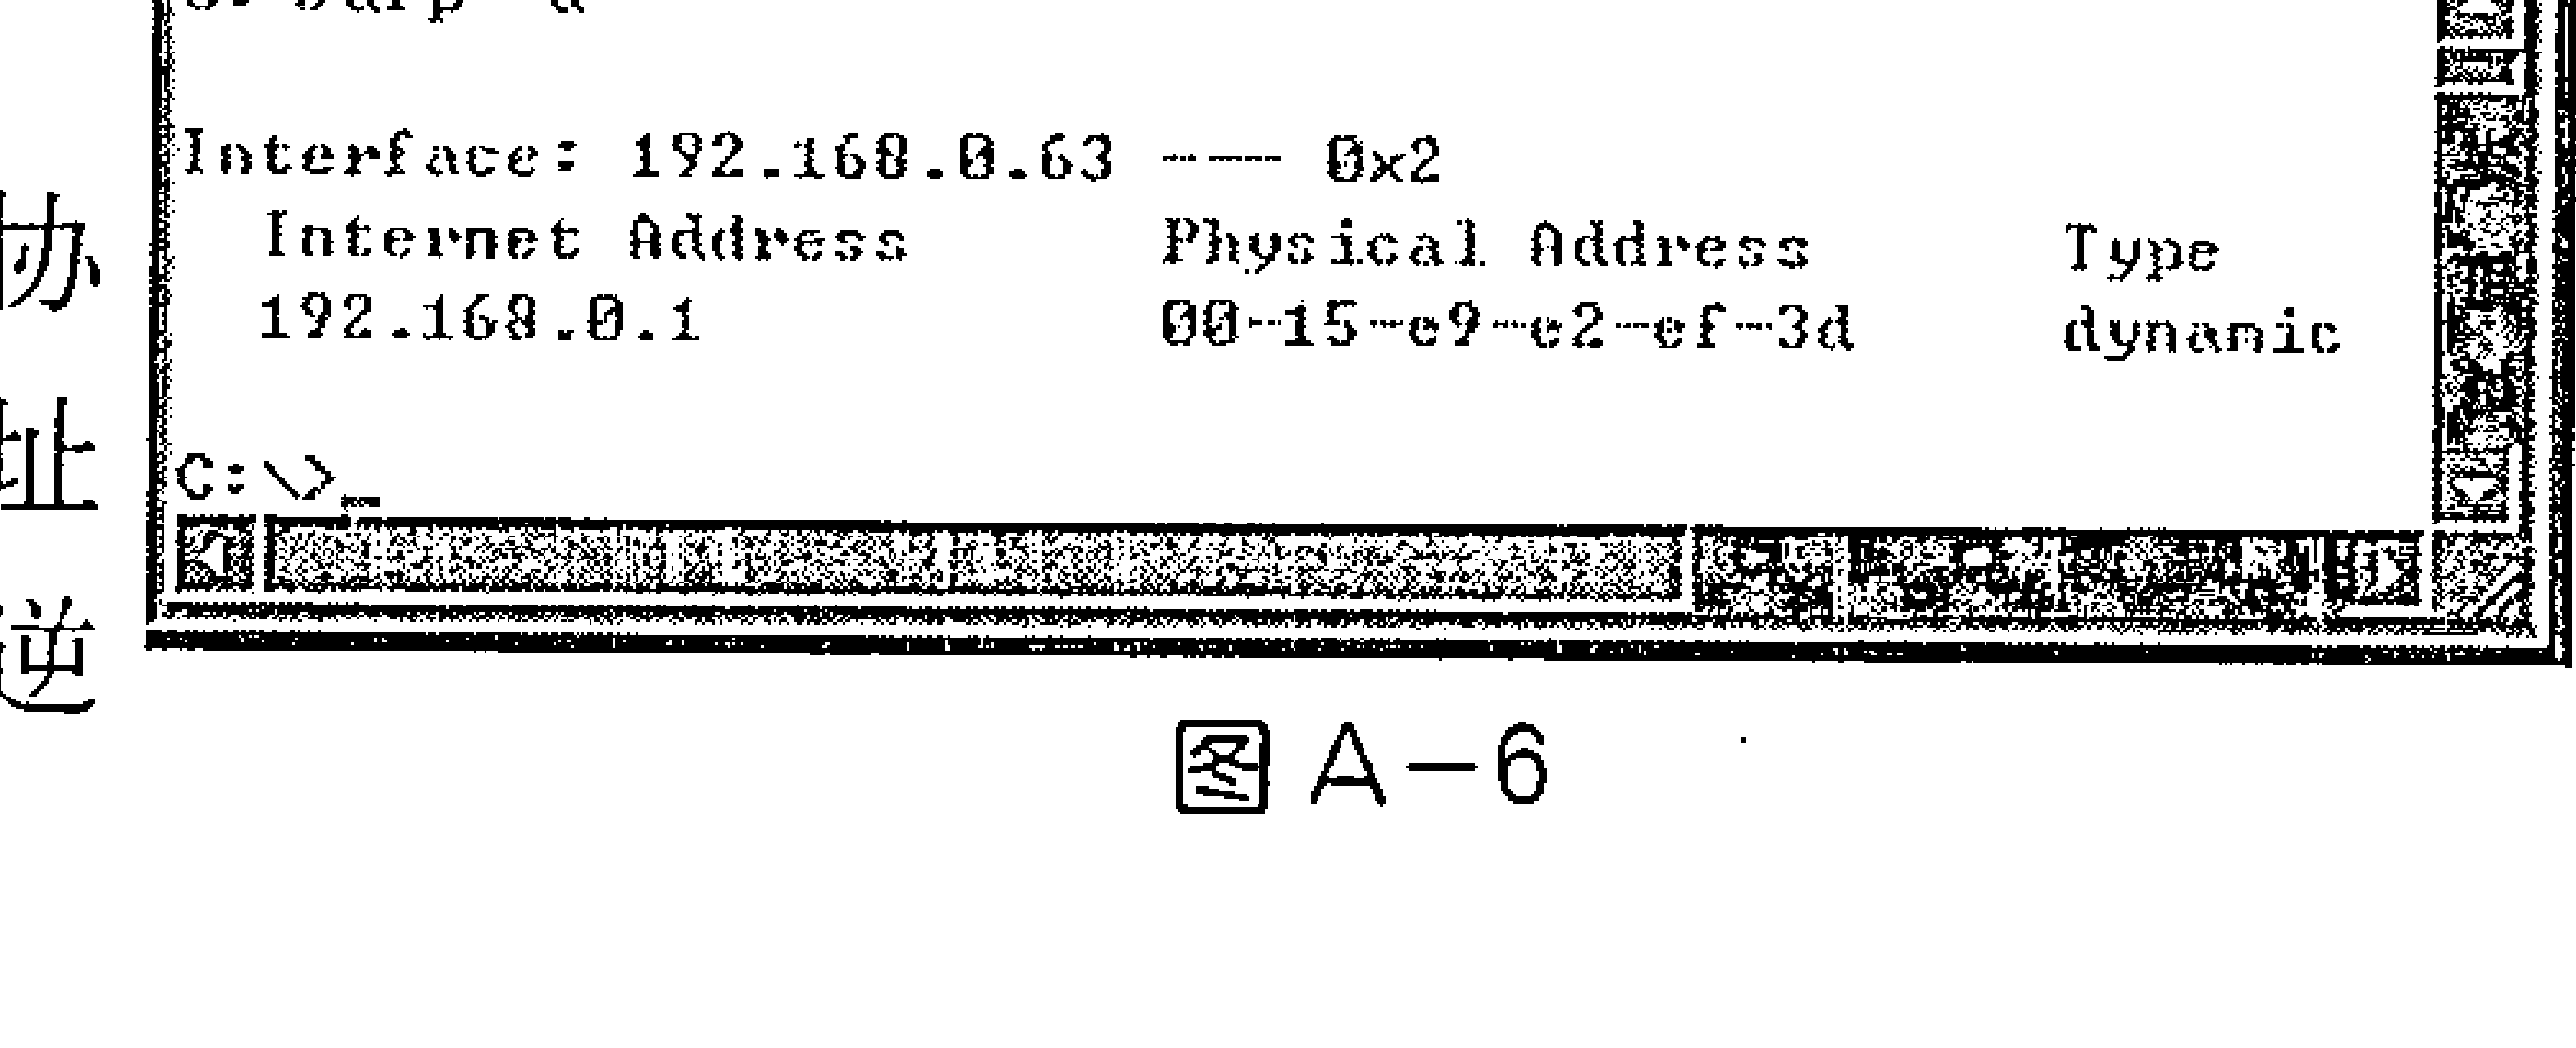 Interface: 192.168.0.63 --- 0x2
Internet Address Physical Address Type
192.168.0.1 00-15-e9-e2-ef-3d dynamic
C:\>_
协
址
逆
图 A-6